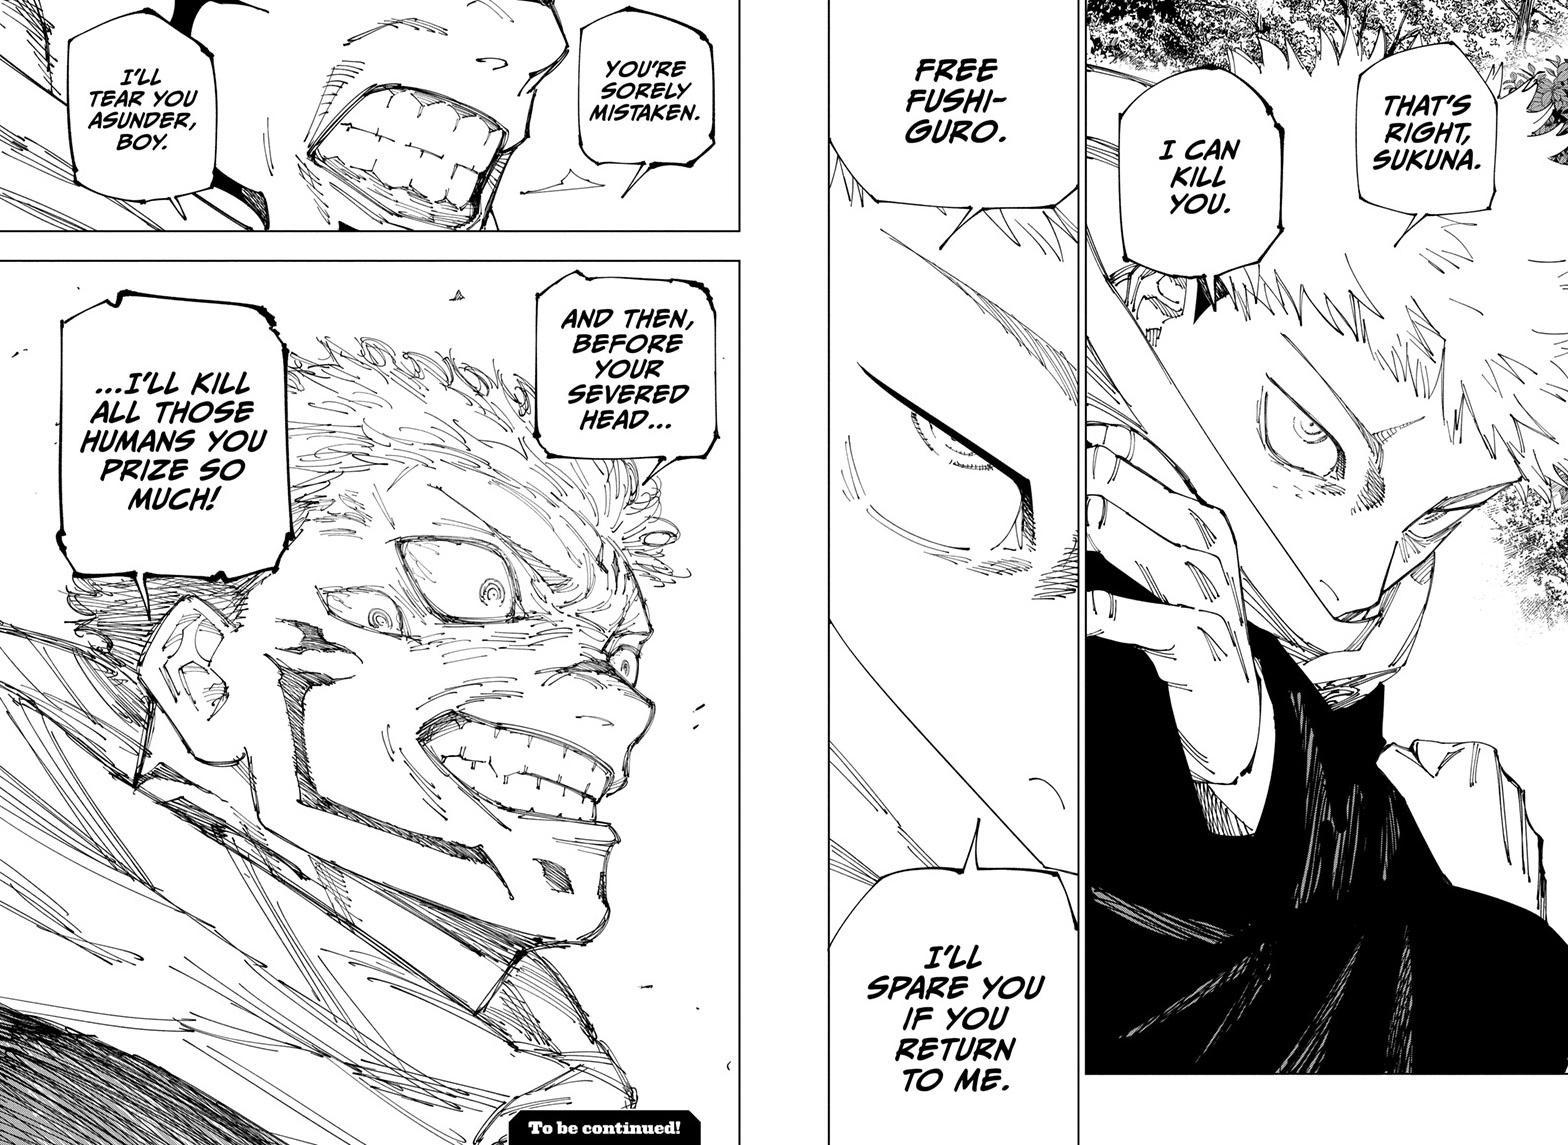 THAT'S
RIGHT,
SUKUNA.
I CAN
KILL
YOU.
FREE
FUSHI-
GURO.
I'LL
SPARE YOU
IF YOU
RETURN
TO ME.
YOU'RE
SORELY
MISTAKEN.
I'LL
TEAR YOU
ASUNDER,
BOY.
AND THEN,
BEFORE
YOUR
SEVERED
HEAD...
...I'LL KILL
ALL THOSE
HUMANS YOU
PRIZE SO
MUCH!
To be continued!